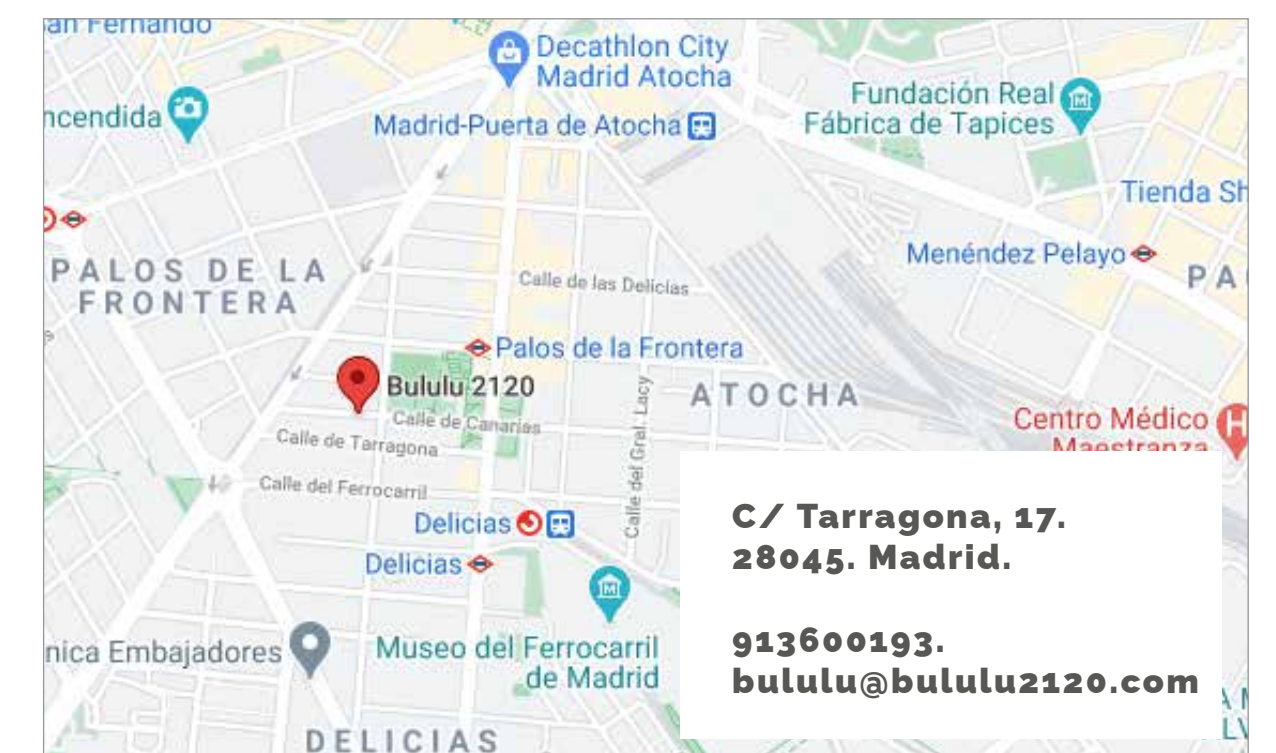 an Fernando
Decathlon City
Madrid Atocha
ncendida
Madrid-Puerta de Atocha
Fundación Real
Fábrica de Tapices
Tienda Sh
Menéndez Pelayo
PALOS DE LA
FRONTERA
PA
Calle de las Delicias
Palos de la Frontera
Bululu 2120
ATOCHA
Calle de Canarias
Calle del Gral. Lacy
Centro Médico
Maestranza
H
Calle de Tarragona
Calle del Ferrocarril
Delicias
Delicias
C/ Tarragona, 17.
28045. Madrid.
913600193.
bululu@bululu2120.com
M
Museo del Ferrocarril
de Madrid
nica Embajadores
DELICIAS